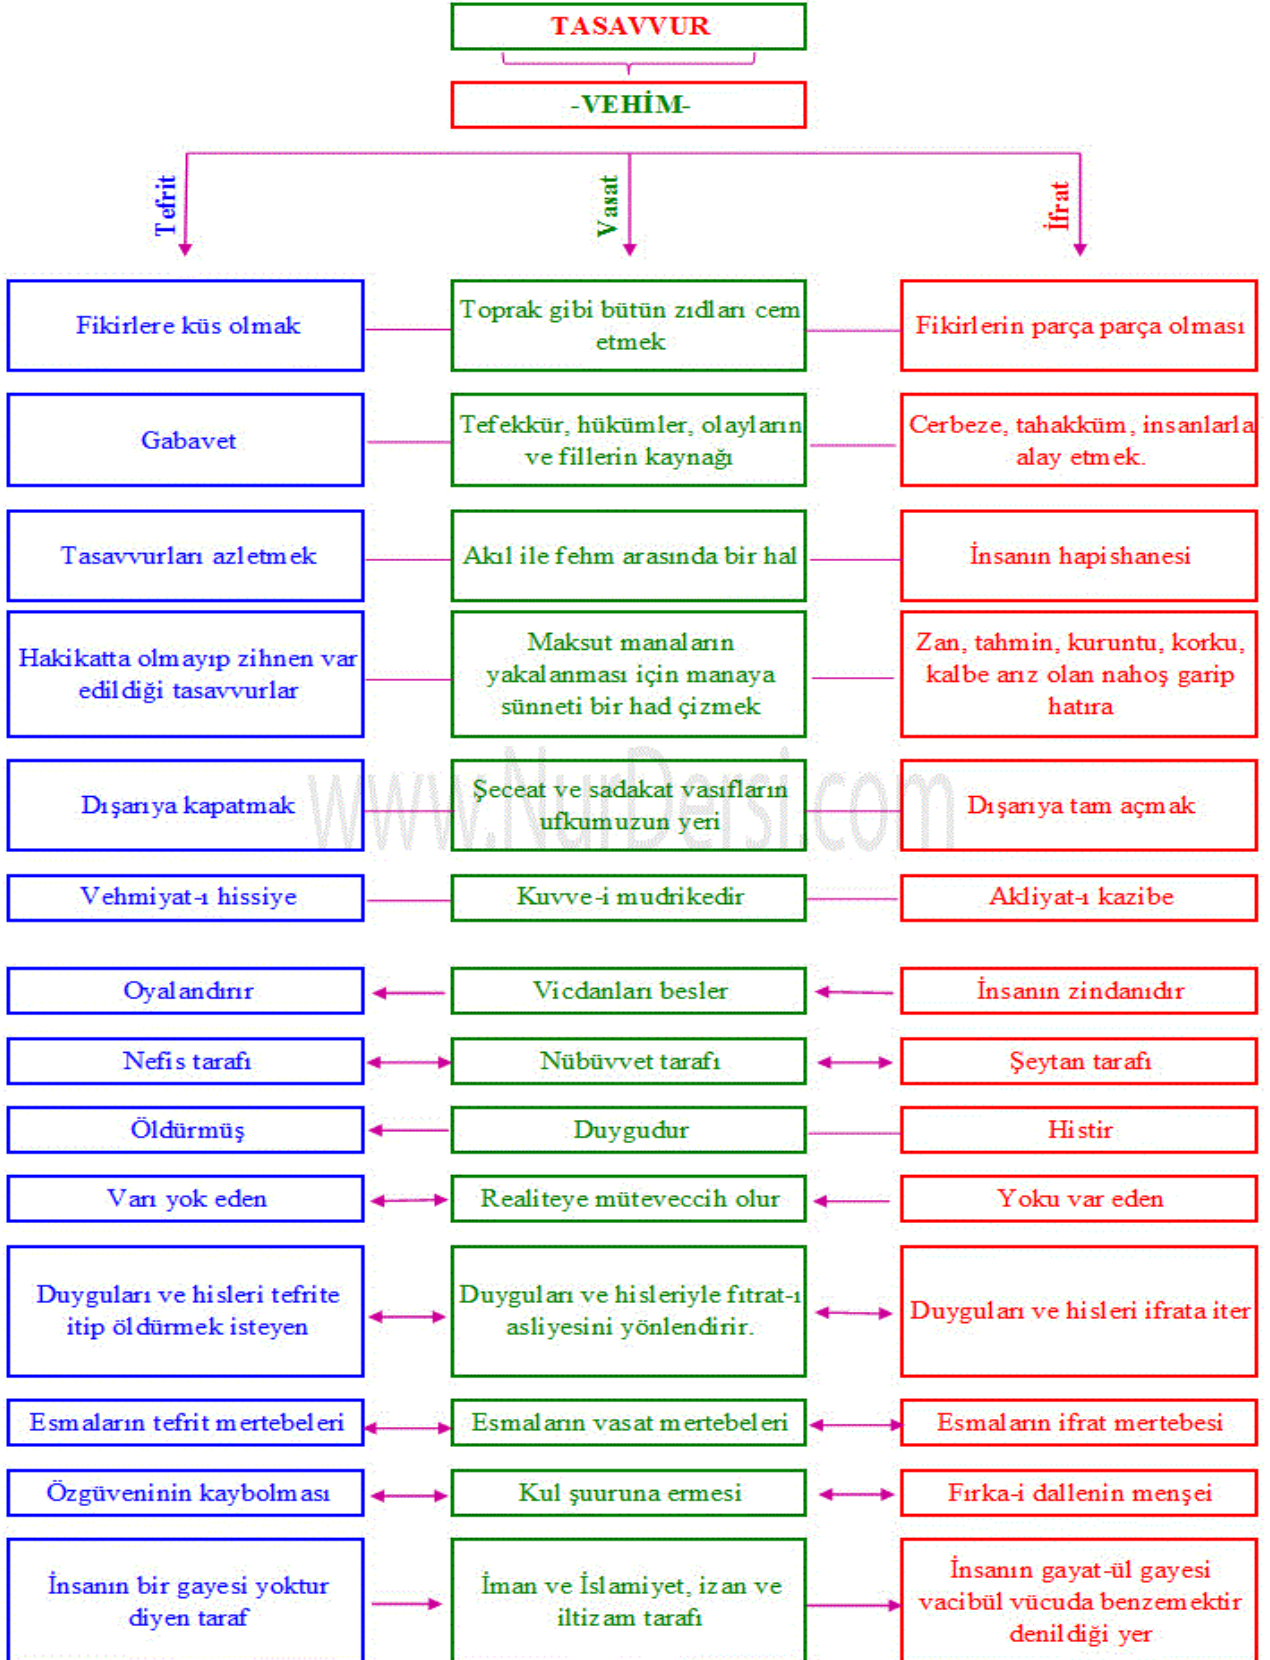 TASAVVUR
-VEHİM-
Tefrit
Vasat
İfrat
Fikirlere küs olmak
Toprak gibi bütün zıdları cem
etmek
Fikirlerin parça parça olması
Gabavet
Tefekkür, hükümler, olayların
ve fillerin kaynağı
Cerbeze, tahakküm, insanlarla
alay etmek.
Tasavvurları azletmek
Akıl ile fehm arasında bir hal
İnsanın hapishanesi
Hakikatta olmayıp zihnen var
edildiği tasavvurlar
Maksut manaların
yakalanması için manaya
sünneti bir had çizmek
Zan, tahmin, kuruntu, korku,
kalbe arız olan nahoş garip
hatıra
Dışarıya kapatmak
Şeceat ve sadakat vasıfların
ufkumuzun yeri
Dışarıya tam açmak
www.NurDersi.com
Vehmiyat-ı hissiye
Kuvve-i mudrikedir
Akliyat-ı kazibe
Oyalandırır
Vicdanları besler
İnsanın zindanıdır
Nefis tarafı
Nübüvvet tarafı
Şeytan tarafı
Öldürmüş
Duygudur
Histir
Varı yok eden
Realiteye müteveccih olur
Yoku var eden
Duyguları ve hisleri tefrite
itip öldürmek isteyen
Duyguları ve hisleriyle fıtrat-ı
asliyesini yönlendirir.
Duyguları ve hisleri ifrata iter
Esmaların tefrit mertebeleri
Esmaların vasat mertebeleri
Esmaların ifrat mertebesi
Özgüveninin kaybolması
Kul şuuruna ermesi
Fırka-i dallenin menşei
İnsanın bir gayesi yoktur
diyen taraf
İman ve İslamiyet, izan ve
iltizam tarafı
İnsanın gayat-ül gayesi
vacibül vücuda benzemektir
denildiği yer